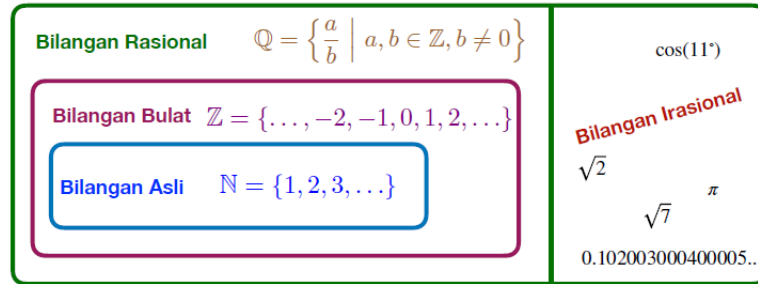 Bilangan Rasional ℚ = { a/b | a, b ∈ ℤ, b ≠ 0 }
Bilangan Bulat ℤ = {. . . , −2, −1, 0, 1, 2, . . .}
Bilangan Asli ℕ = {1, 2, 3, . . .}
cos(11°)
Bilangan Irasional
√2
π
√7
0.102003000400005..